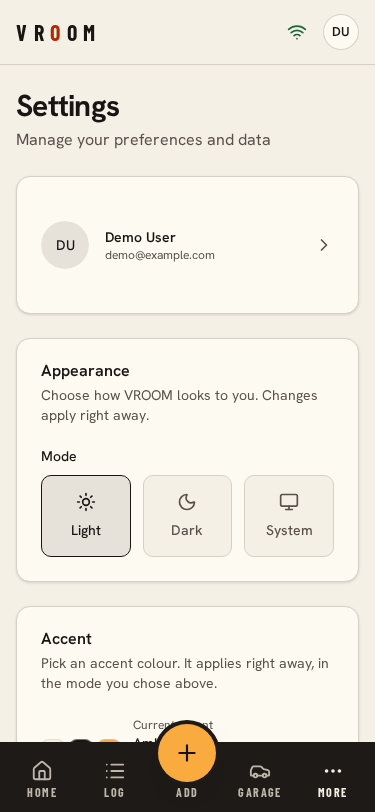 VROOM
DU
Settings
Manage your preferences and data
DU
Demo User
demo@example.com
Appearance
Choose how VROOM looks to you. Changes
apply right away.
Mode
Light
Dark
System
Accent
Pick an accent colour. It applies right away, in
the mode you chose above.
HOME
LOG
ADD
GARAGE
MORE